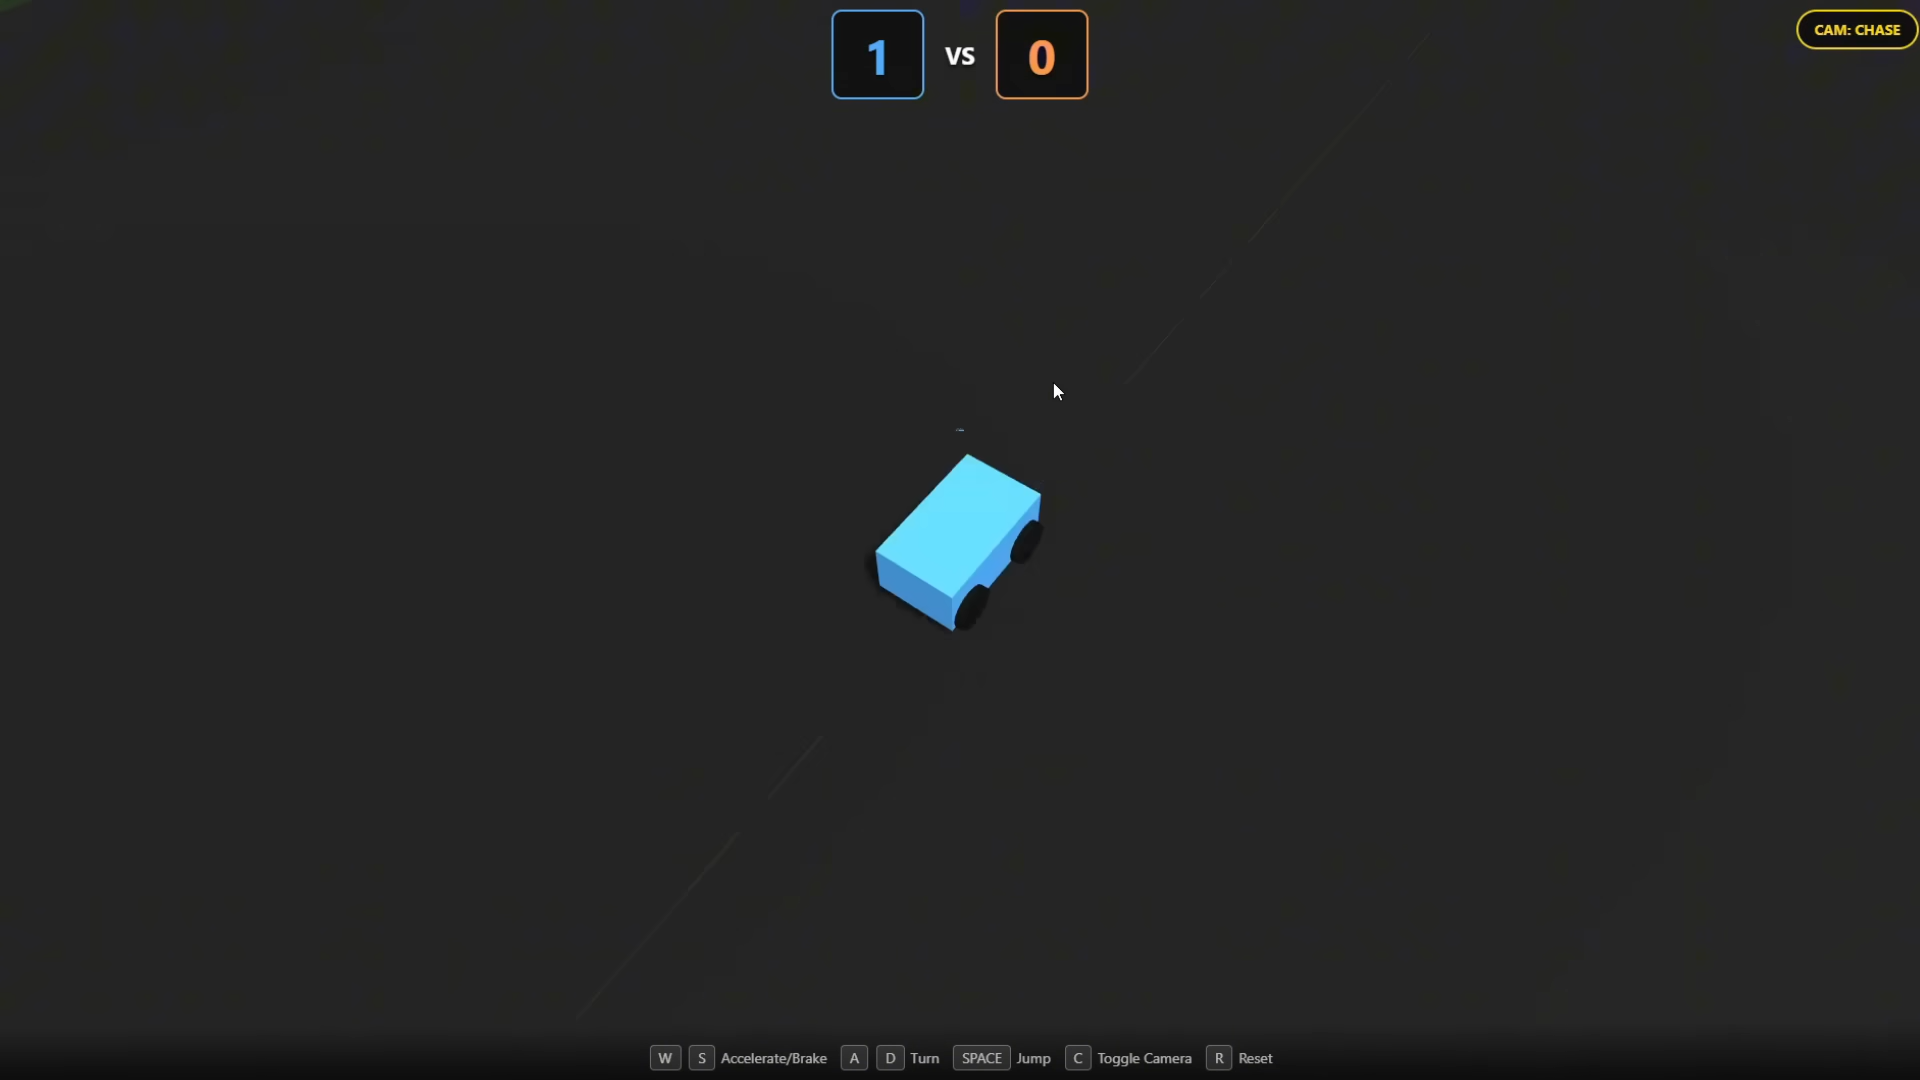 1 VS 0
CAM: CHASE
W S Accelerate/Brake A D Turn SPACE Jump C Toggle Camera R Reset